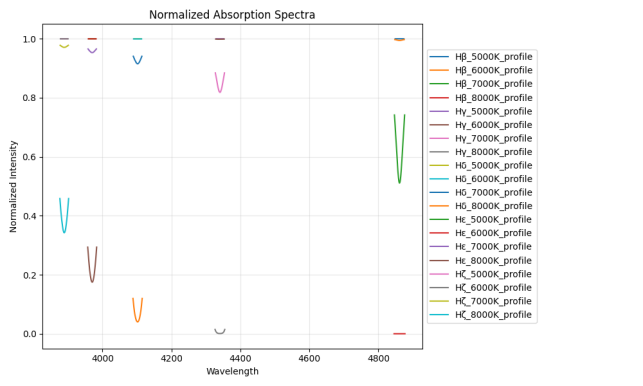 Normalized Absorption Spectra
1.0
0.8
0.6
0.4
0.2
0.0
Normalized Intensity
4000
4200
4400
4600
4800
Wavelength
Hβ_5000K_profile
Hβ_6000K_profile
Hβ_7000K_profile
Hβ_8000K_profile
Hγ_5000K_profile
Hγ_6000K_profile
Hγ_7000K_profile
Hγ_8000K_profile
Hδ_5000K_profile
Hδ_6000K_profile
Hδ_7000K_profile
Hδ_8000K_profile
Hε_5000K_profile
Hε_6000K_profile
Hε_7000K_profile
Hε_8000K_profile
Hζ_5000K_profile
Hζ_6000K_profile
Hζ_7000K_profile
Hζ_8000K_profile